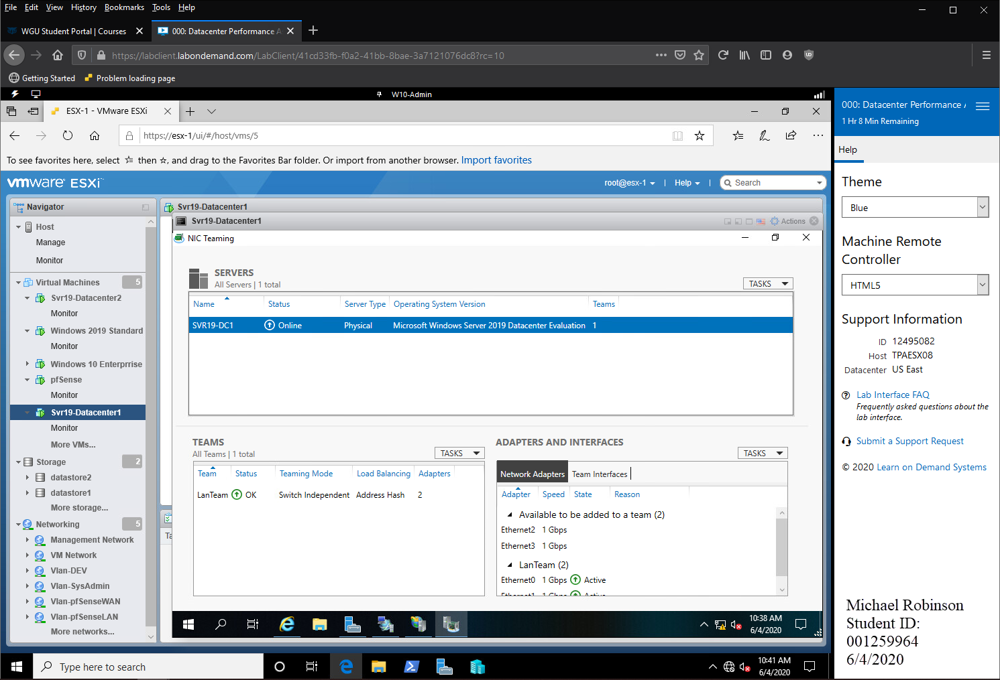 File Edit View History Bookmarks Tools Help
WGU Student Portal | Courses
000: Datacenter Performance A
https://labclient.labondemand.com/LabClient/41cd33fb-f0a2-41bb-8bae-3a7121076dc8?rc=10
Getting Started Problem loading page
W10-Admin
ESX-1 - VMware ESXi
https://esx-1/ui/#/host/vms/5
To see favorites here, select then ☆, and drag to the Favorites Bar folder. Or import from another browser. Import favorites
vmware ESXi
root@esx-1 | Help | Search
Navigator
Host
Manage
Monitor
Virtual Machines 5
Svr19-Datacenter2
Monitor
Windows 2019 Standard
Monitor
Windows 10 Enterprrise
pfSense
Monitor
Svr19-Datacenter1
Monitor
More VMs...
Storage 2
datastore2
datastore1
More storage...
Networking 5
Management Network
VM Network
Vlan-DEV
Vlan-SysAdmin
Vlan-pfSenseWAN
Vlan-pfSenseLAN
More networks...
Svr19-Datacenter1
Svr19-Datacenter1
Actions
NIC Teaming
SERVERS
All Servers | 1 total
TASKS
Name Status Server Type Operating System Version Teams
SVR19-DC1 Online Physical Microsoft Windows Server 2019 Datacenter Evaluation 1
TEAMS
All Teams | 1 total
TASKS
Team Status Teaming Mode Load Balancing Adapters
LanTeam OK Switch Independent Address Hash 2
ADAPTERS AND INTERFACES
TASKS
Network Adapters Team Interfaces
Adapter Speed State Reason
Available to be added to a team (2)
Ethernet2 1 Gbps
Ethernet3 1 Gbps
LanTeam (2)
Ethernet0 1 Gbps Active
Ethernet1 1 Gbps Active
Ta
10:38 AM
6/4/2020
Type here to search
10:41 AM
6/4/2020
000: Datacenter Performance A
1 Hr 8 Min Remaining
Help
Theme
Blue
Machine Remote
Controller
HTML5
Support Information
ID 12495082
Host TPAESX08
Datacenter US East
Lab Interface FAQ
Frequently asked questions about the
lab interface.
Submit a Support Request
© 2020 Learn on Demand Systems
Michael Robinson
Student ID:
001259964
6/4/2020